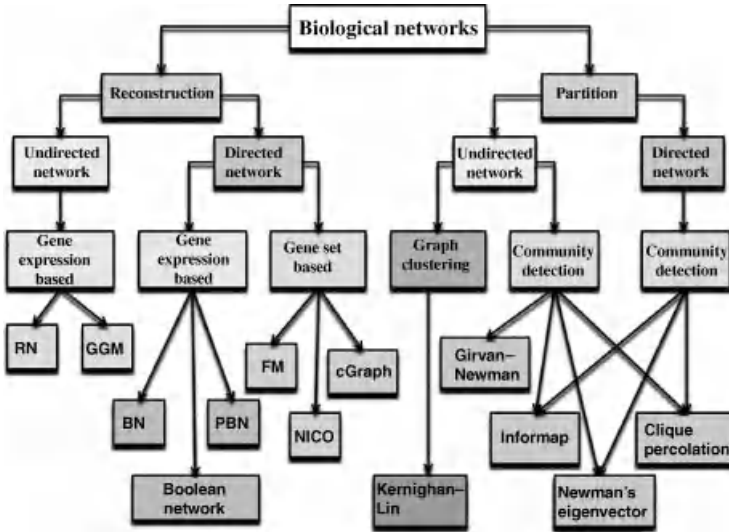 Biological networks
Reconstruction
Partition
Undirected
network
Directed
network
Undirected
network
Directed
network
Gene
expression
based
Gene
expression
based
Gene set
based
Graph
clustering
Community
detection
Community
detection
RN
GGM
FM
cGraph
Girvan–
Newman
BN
PBN
NICO
Informap
Clique
percolation
Boolean
network
Kernighan–
Lin
Newman's
eigenvector